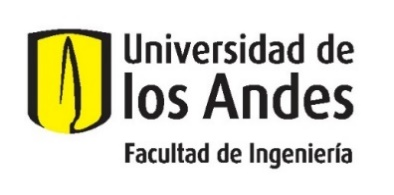 Universidad de
los Andes
Facultad de Ingeniería